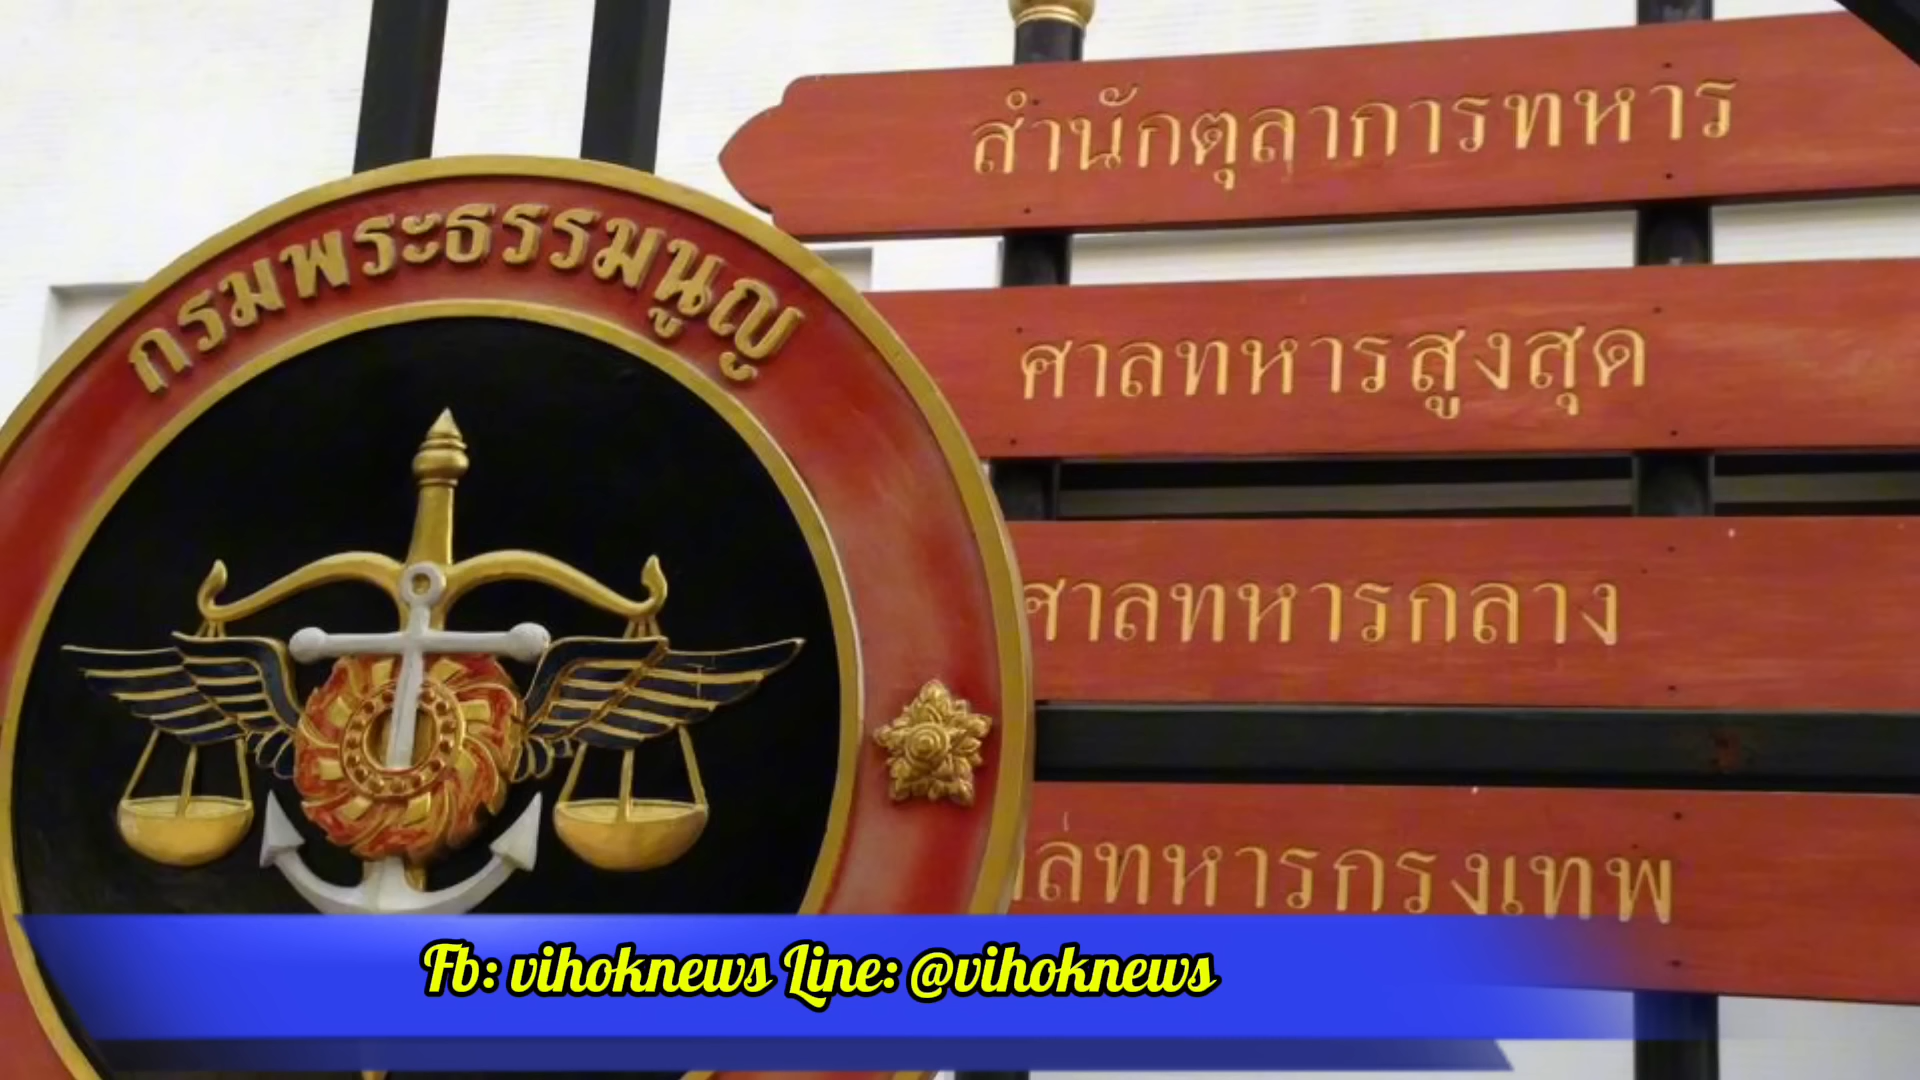 กรมพระธรรมนูญ
สำนักตุลาการทหาร
ศาลทหารสูงสุด
ศาลทหารกลาง
ศาลทหารกรุงเทพ
Fb: vihoknews Line: @vihoknews